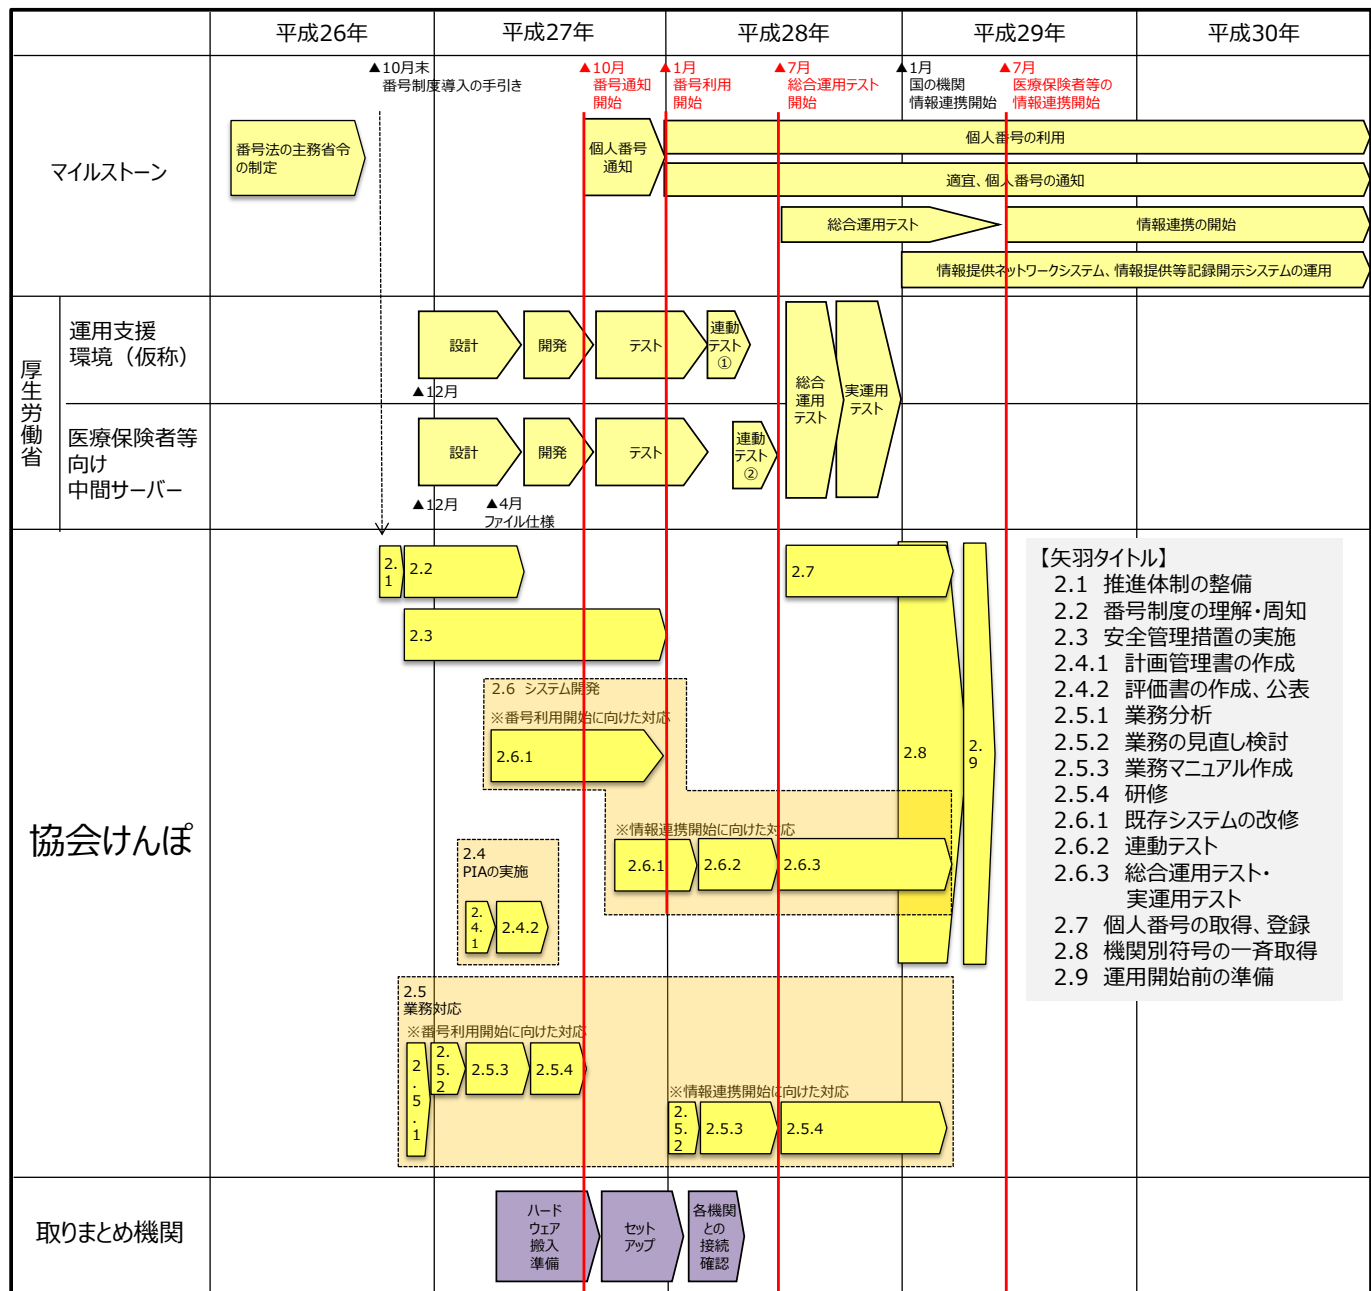 平成26年
平成27年
平成28年
平成29年
平成30年
マイルストーン
▲10月末
番号制度導入の手引き
▲10月
番号通知
開始
▲1月
番号利用
開始
▲7月
総合運用テスト
開始
▲1月
国の機関
情報連携開始
▲7月
医療保険者等の
情報連携開始
番号法の主務省令
の制定
個人番号
通知
個人番号の利用
適宜、個人番号の通知
総合運用テスト
情報連携の開始
情報提供ネットワークシステム、情報提供等記録開示システムの運用
厚生労働省
運用支援
環境（仮称）
設計
開発
テスト
連動
テスト
①
▲12月
総合
運用
テスト
実運用
テスト
医療保険者等
向け
中間サーバー
設計
開発
テスト
連動
テスト
②
▲12月
▲4月
ファイル仕様
協会けんぽ
2.
1
2.2
2.7
2.3
2.6 システム開発
※番号利用開始に向けた対応
2.6.1
2.8
2.
9
※情報連携開始に向けた対応
2.6.1
2.6.2
2.6.3
2.4
PIAの実施
2.
4.
1
2.4.2
2.5
業務対応
※番号利用開始に向けた対応
2
.
5
.
1
2.
5.
2
2.5.3
2.5.4
※情報連携開始に向けた対応
2.
5.
2
2.5.3
2.5.4
【矢羽タイトル】
2.1 推進体制の整備
2.2 番号制度の理解・周知
2.3 安全管理措置の実施
2.4.1 計画管理書の作成
2.4.2 評価書の作成、公表
2.5.1 業務分析
2.5.2 業務の見直し検討
2.5.3 業務マニュアル作成
2.5.4 研修
2.6.1 既存システムの改修
2.6.2 連動テスト
2.6.3 総合運用テスト・
実運用テスト
2.7 個人番号の取得、登録
2.8 機関別符号の一斉取得
2.9 運用開始前の準備
取りまとめ機関
ハード
ウェア
搬入
準備
セット
アップ
各機関
との
接続
確認